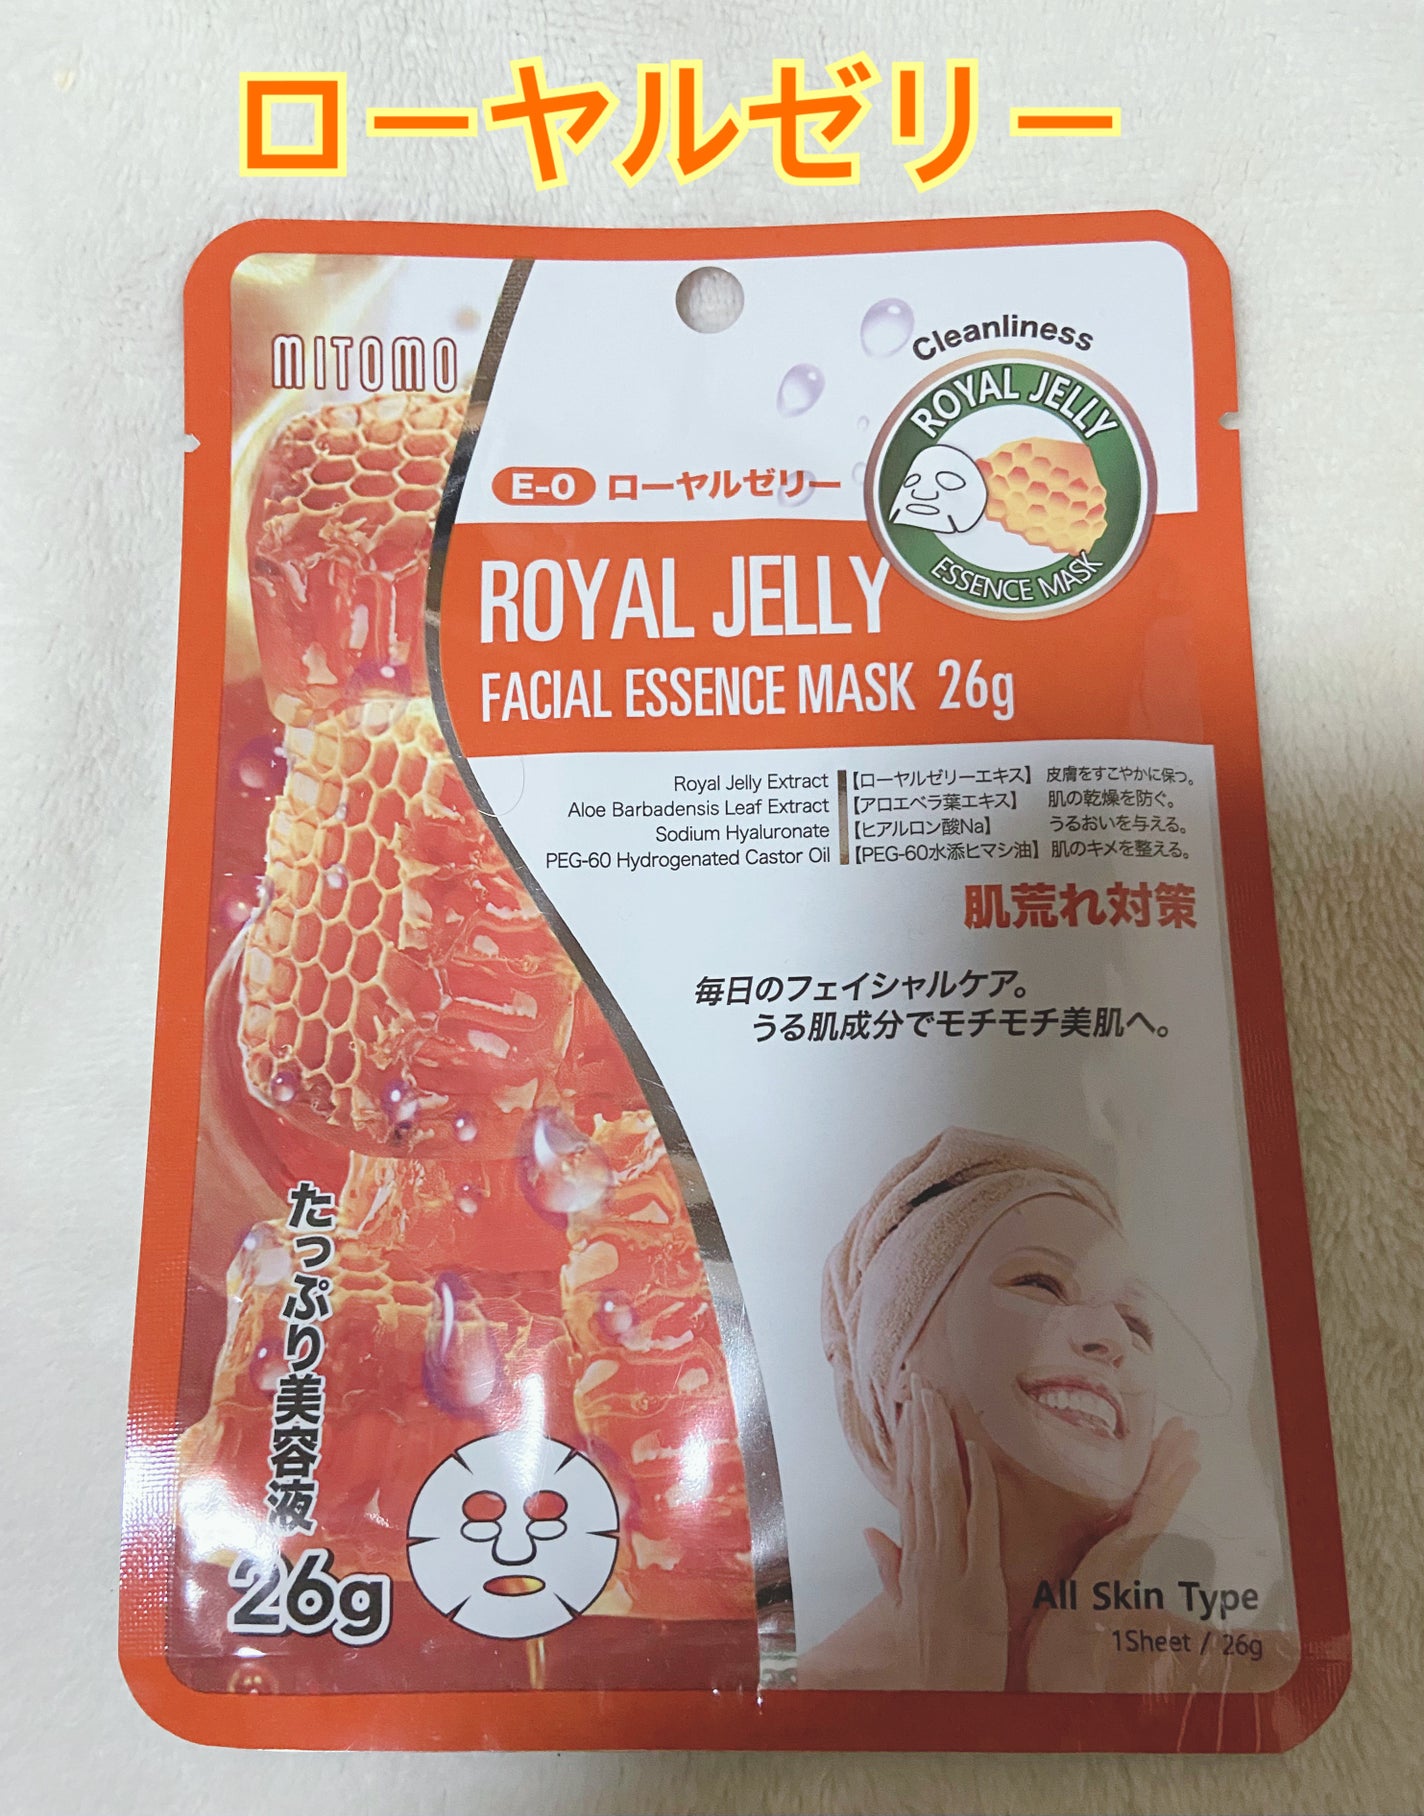 ローヤルゼリー
MITOMO
Cleanliness
ROYAL JELLY
ESSENCE MASK
E-0 ローヤルゼリー
ROYAL JELLY
FACIAL ESSENCE MASK 26g
Royal Jelly Extract 【ローヤルゼリーエキス】 皮膚をすこやかに保つ。
Aloe Barbadensis Leaf Extract 【アロエベラ葉エキス】 肌の乾燥を防ぐ。
Sodium Hyaluronate 【ヒアルロン酸Na】 うるおいを与える。
PEG-60 Hydrogenated Castor Oil 【PEG-60水添ヒマシ油】 肌のキメを整える。
肌荒れ対策
毎日のフェイシャルケア。
うる肌成分でモチモチ美肌へ。
たっぷり美容液
26g
All Skin Type
1Sheet / 26g